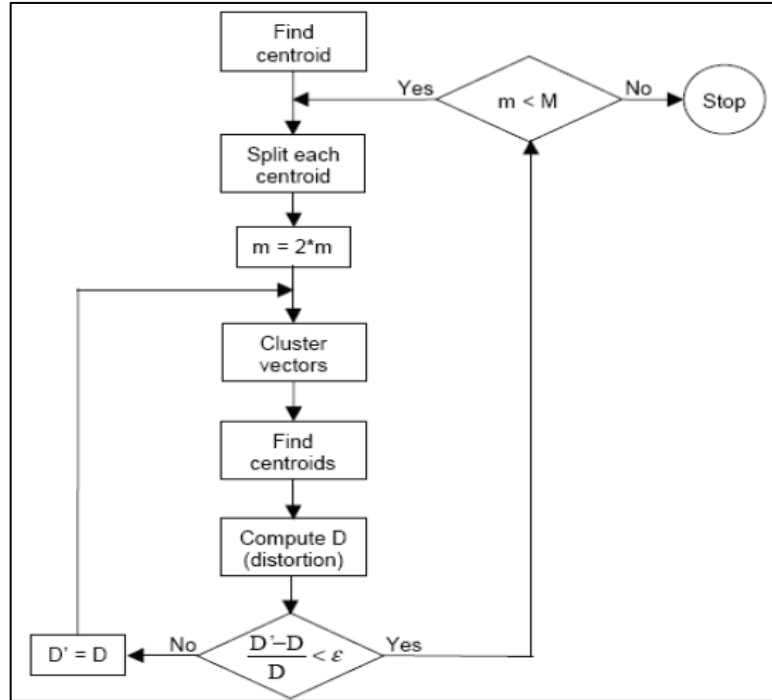 Find
centroid
Yes
m < M
No
Stop
Split each
centroid
m = 2*m
Cluster
vectors
Find
centroids
Compute D
(distortion)
D' = D
No
D'–D
D
< ε
Yes